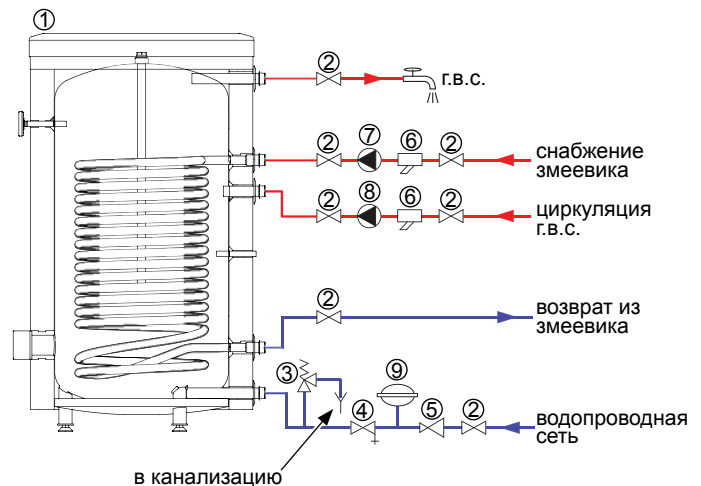 ①
② г.в.с.
② ⑦ ⑥ ② снабжение
змеевика
② ⑧ ⑥ ② циркуляция
г.в.с.
② возврат из
змеевика
③ ⑨
④ ⑤ ② водопроводная
сеть
в канализацию